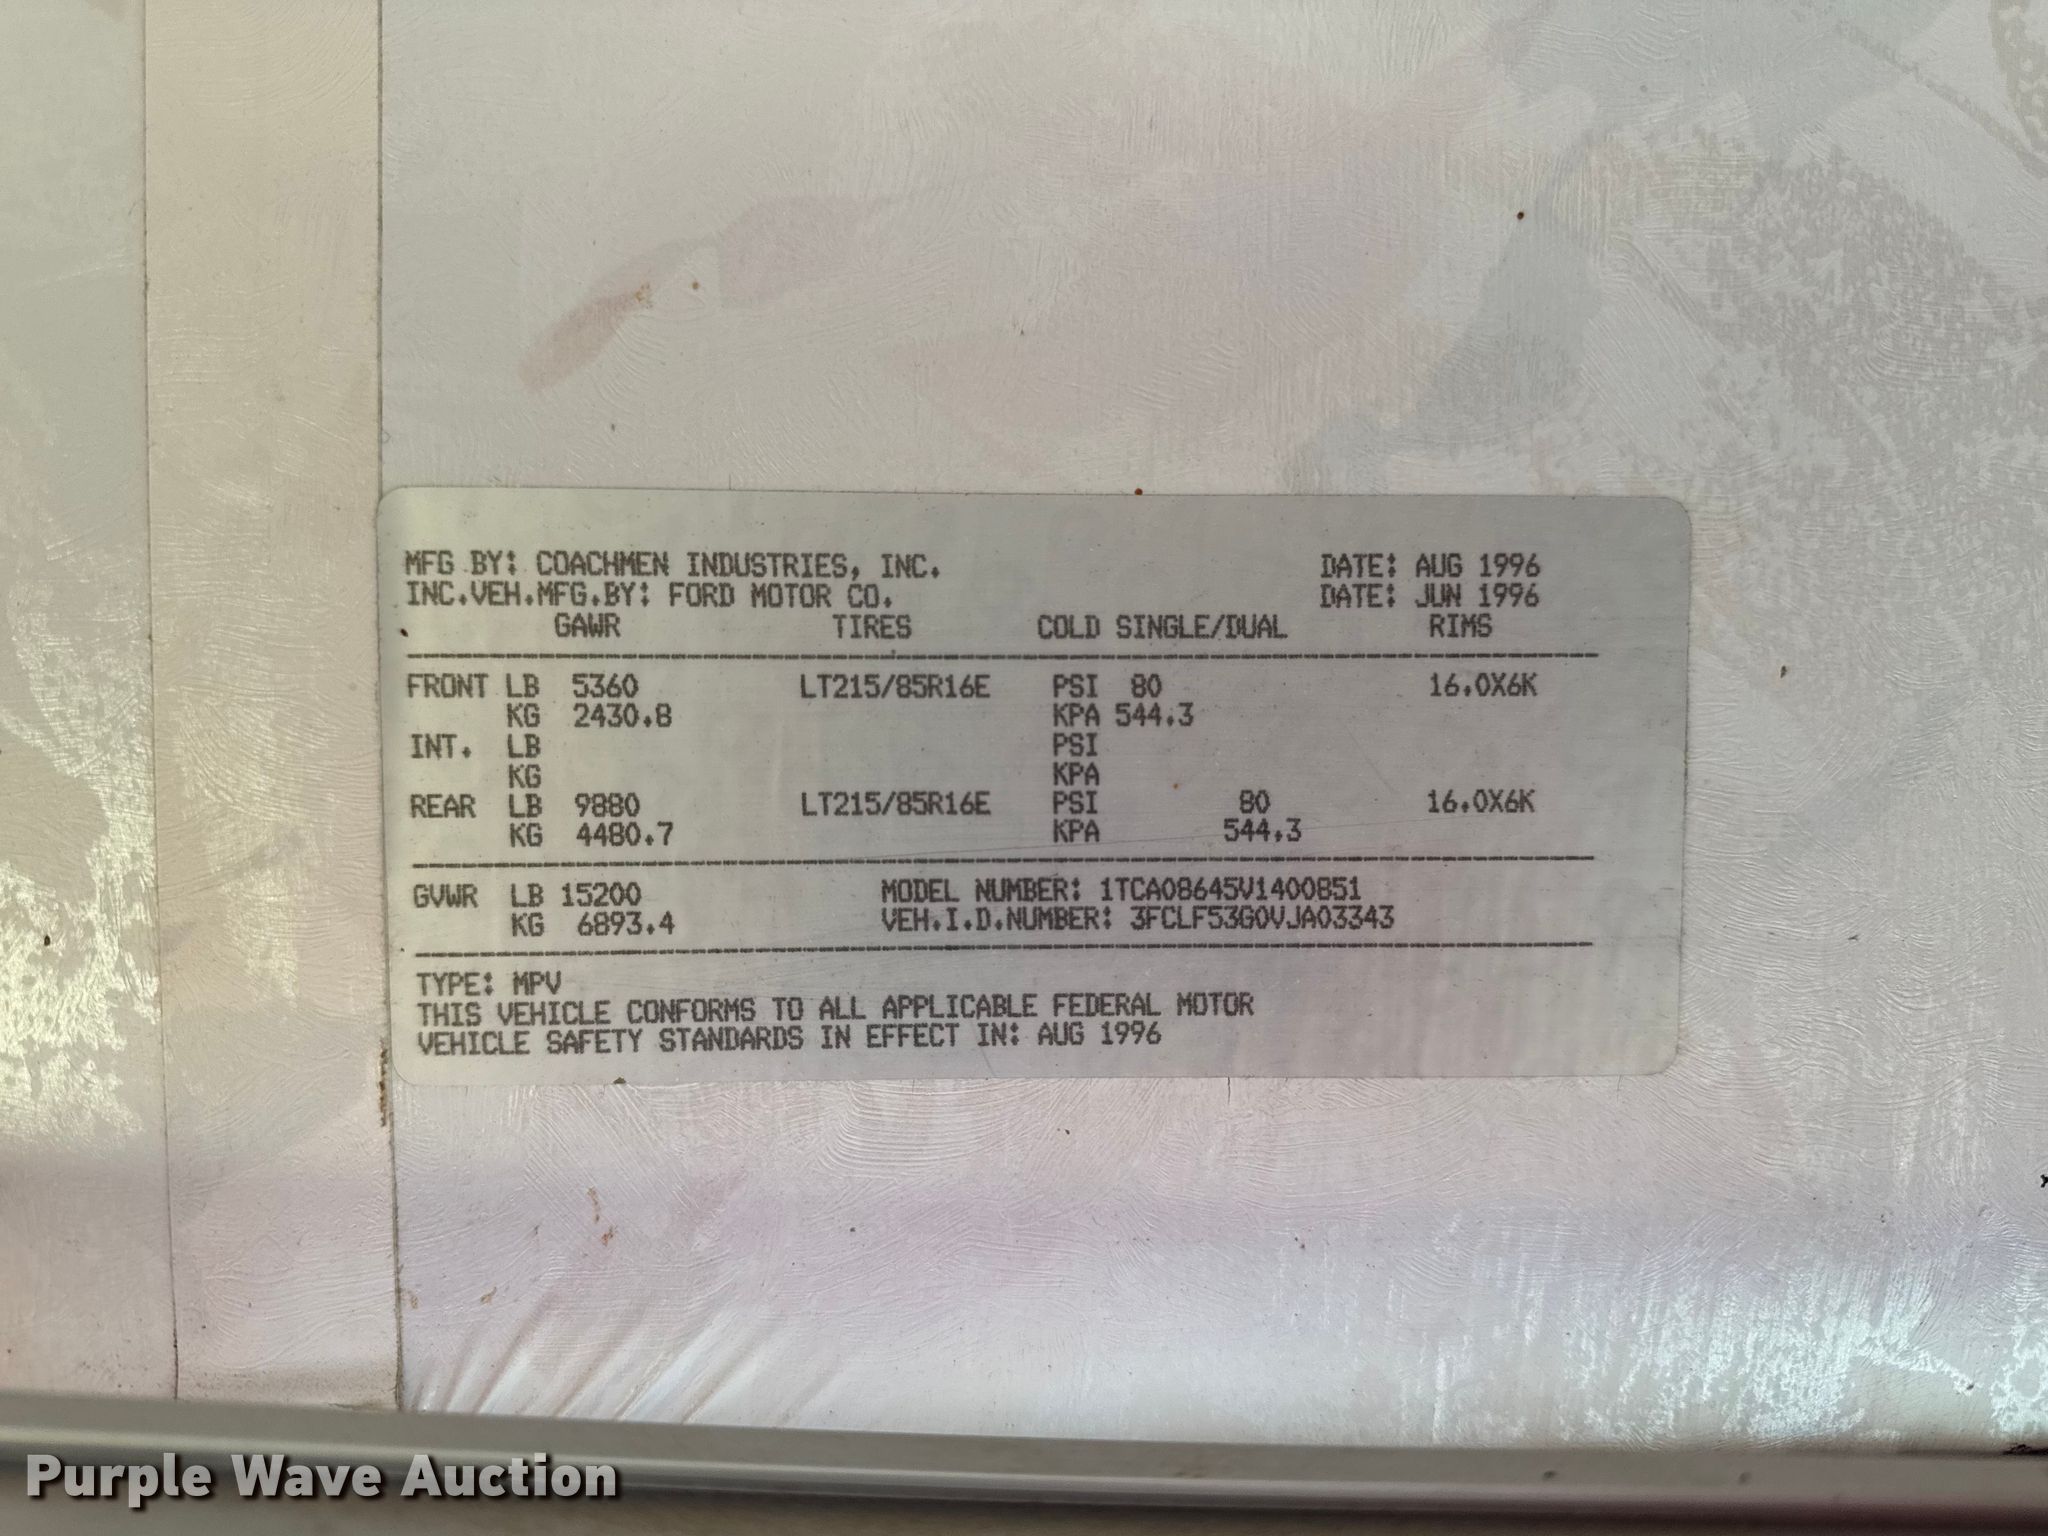 MFG BY: COACHMEN INDUSTRIES, INC. DATE: AUG 1996
INC.VEH.MFG.BY: FORD MOTOR CO. DATE: JUN 1996
GAWR TIRES COLD SINGLE/DUAL RIMS
FRONT LB 5360 LT215/85R16E PSI 80 16.0X6K
KG 2430.8 KPA 544.3
INT. LB PSI
KG KPA
REAR LB 9880 LT215/85R16E PSI 80 16.0X6K
KG 4480.7 KPA 544.3
GVWR LB 15200 MODEL NUMBER: 1TCA08645V1400851
KG 6893.4 VEH.I.D.NUMBER: 3FCLF53G0VJA03343
TYPE: MPV
THIS VEHICLE CONFORMS TO ALL APPLICABLE FEDERAL MOTOR
VEHICLE SAFETY STANDARDS IN EFFECT IN: AUG 1996
Purple Wave Auction